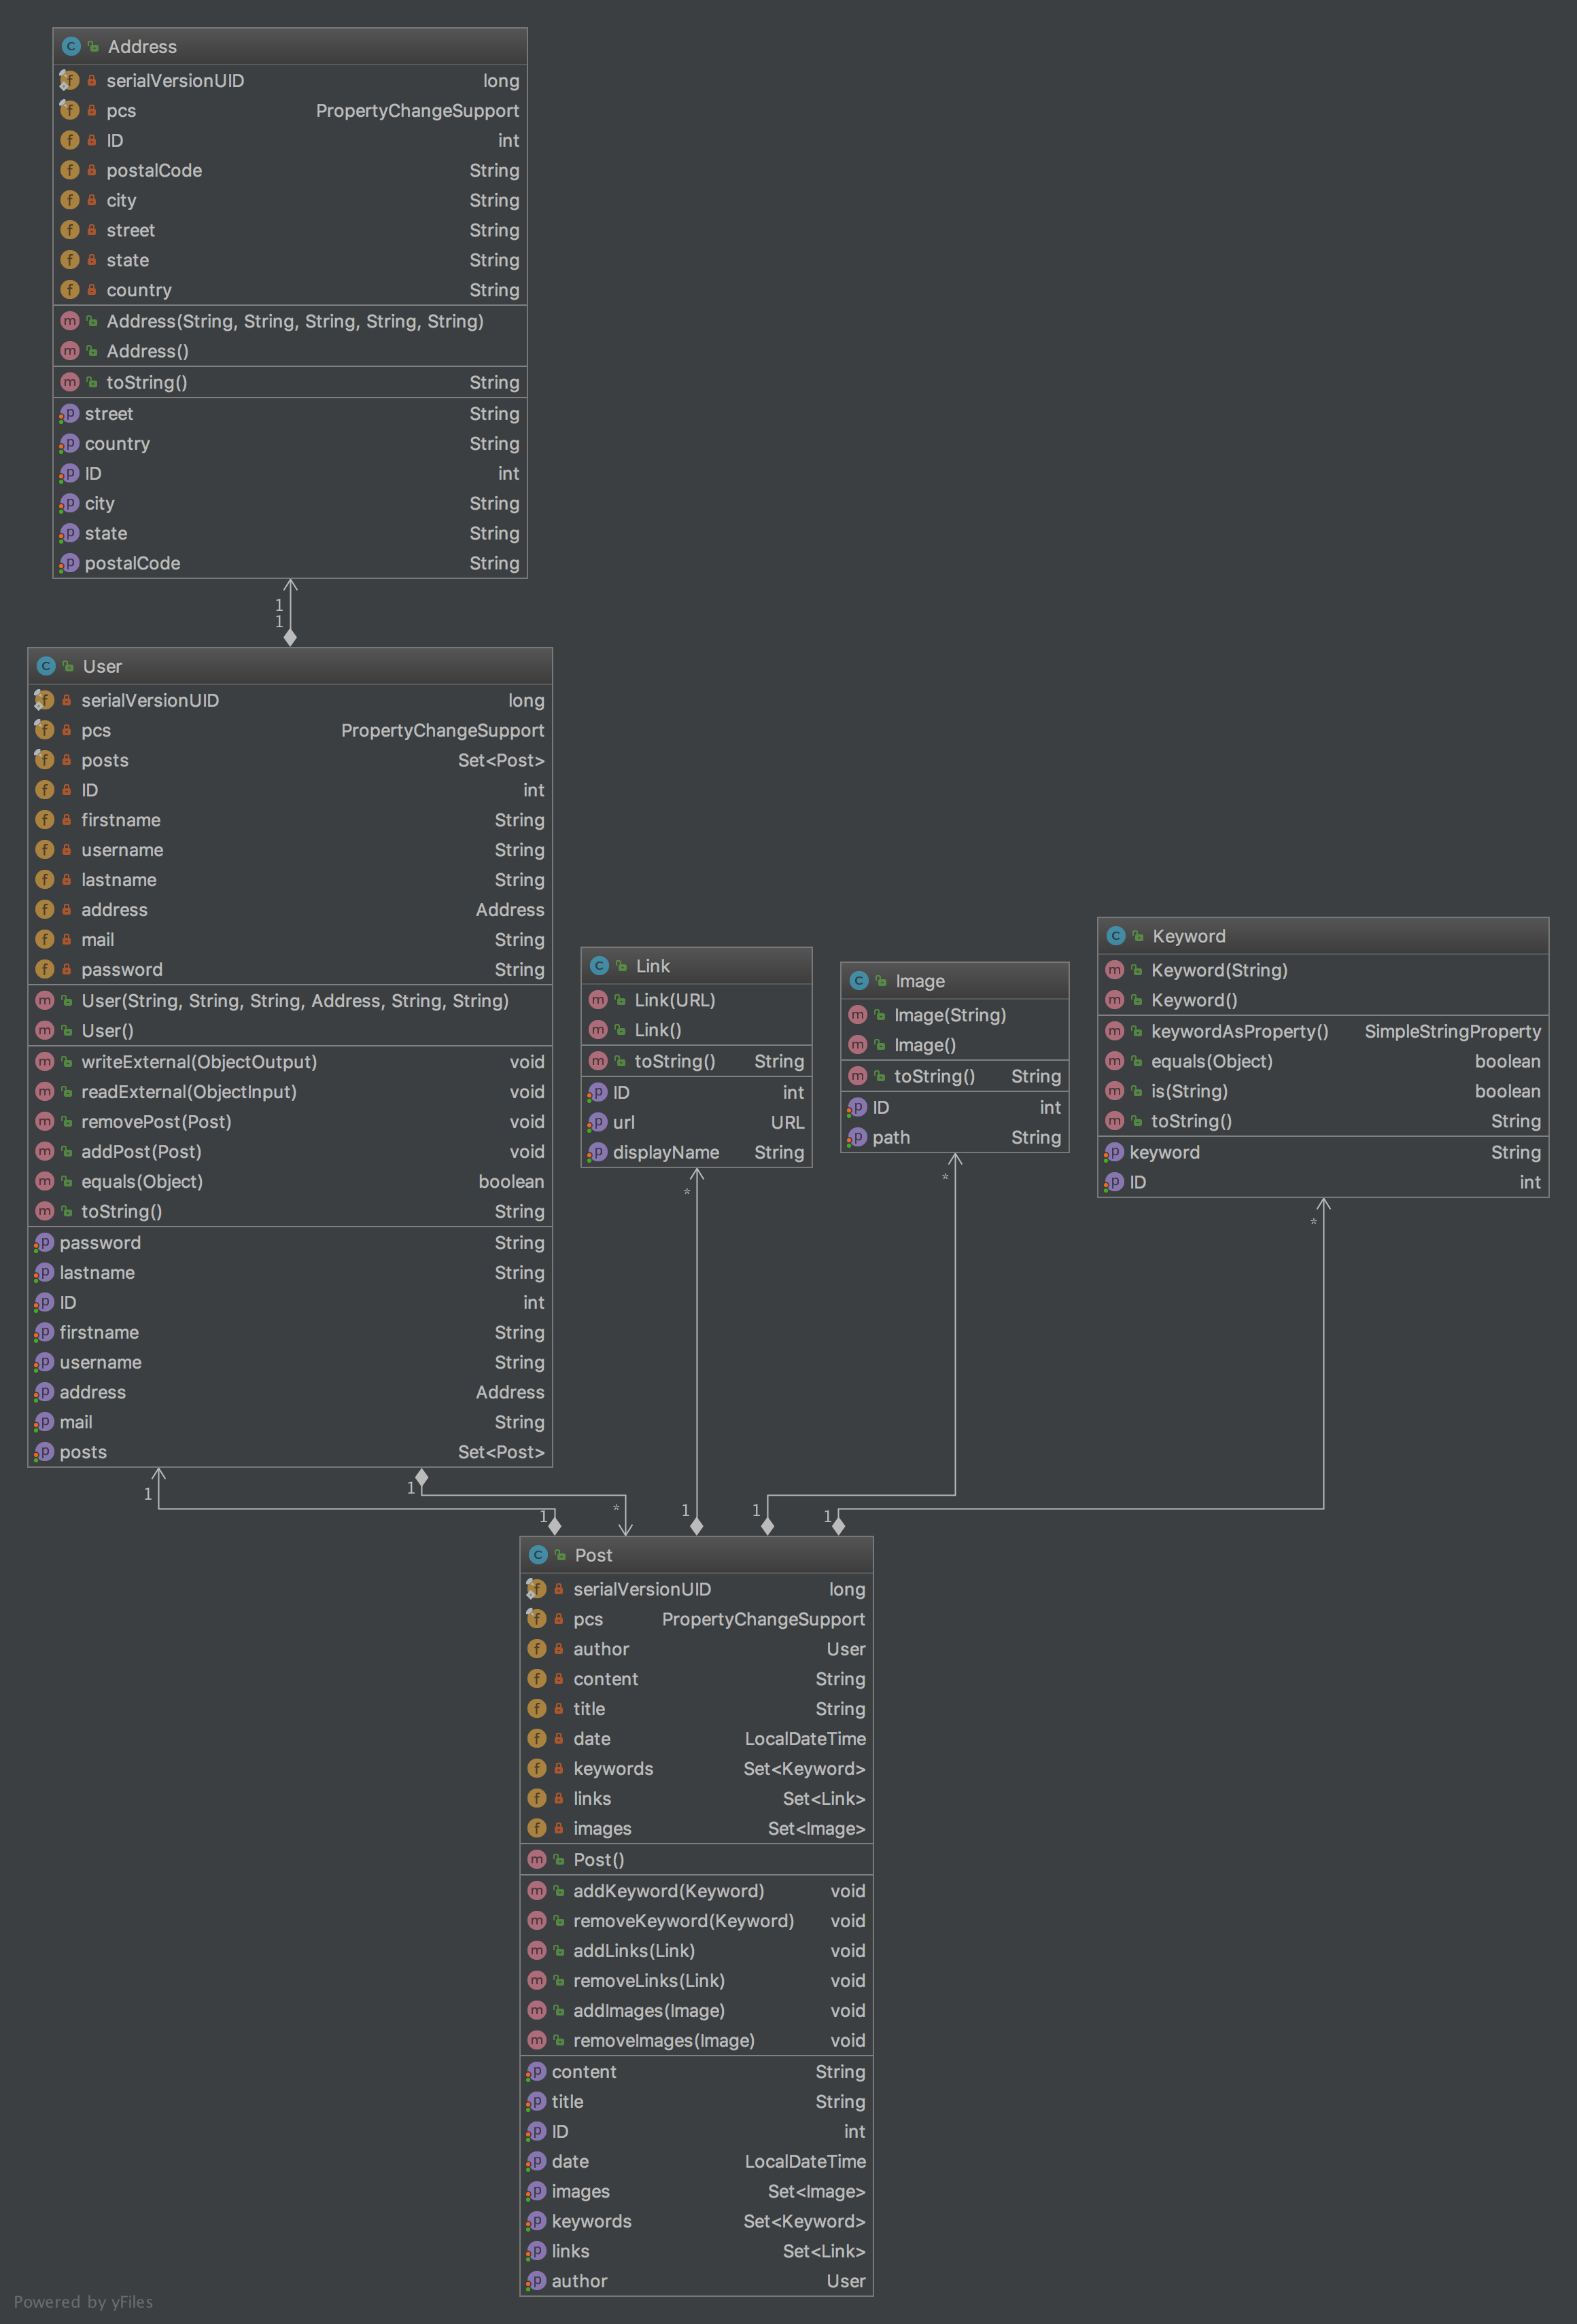 Address
serialVersionUID long
pcs PropertyChangeSupport
ID int
postalCode String
city String
street String
state String
country String
Address(String, String, String, String, String)
Address()
toString() String
street String
country String
ID int
city String
state String
postalCode String
1
1
User
serialVersionUID long
pcs PropertyChangeSupport
posts Set<Post>
ID int
firstname String
username String
lastname String
address Address
mail String
password String
User(String, String, String, Address, String, String)
User()
writeExternal(ObjectOutput) void
readExternal(ObjectInput) void
removePost(Post) void
addPost(Post) void
equals(Object) boolean
toString() String
password String
lastname String
ID int
firstname String
username String
address Address
mail String
posts Set<Post>
Link
Link(URL)
Link()
toString() String
ID int
url URL
displayName String
*
Image
Image(String)
Image()
toString() String
ID int
path String
*
Keyword
Keyword(String)
Keyword()
keywordAsProperty() SimpleStringProperty
equals(Object) boolean
is(String) boolean
toString() String
keyword String
ID int
*
1
1
1
*
1
1
1
Post
serialVersionUID long
pcs PropertyChangeSupport
author User
content String
title String
date LocalDateTime
keywords Set<Keyword>
links Set<Link>
images Set<Image>
Post()
addKeyword(Keyword) void
removeKeyword(Keyword) void
addLinks(Link) void
removeLinks(Link) void
addImages(Image) void
removeImages(Image) void
content String
title String
ID int
date LocalDateTime
images Set<Image>
keywords Set<Keyword>
links Set<Link>
author User
Powered by yFiles